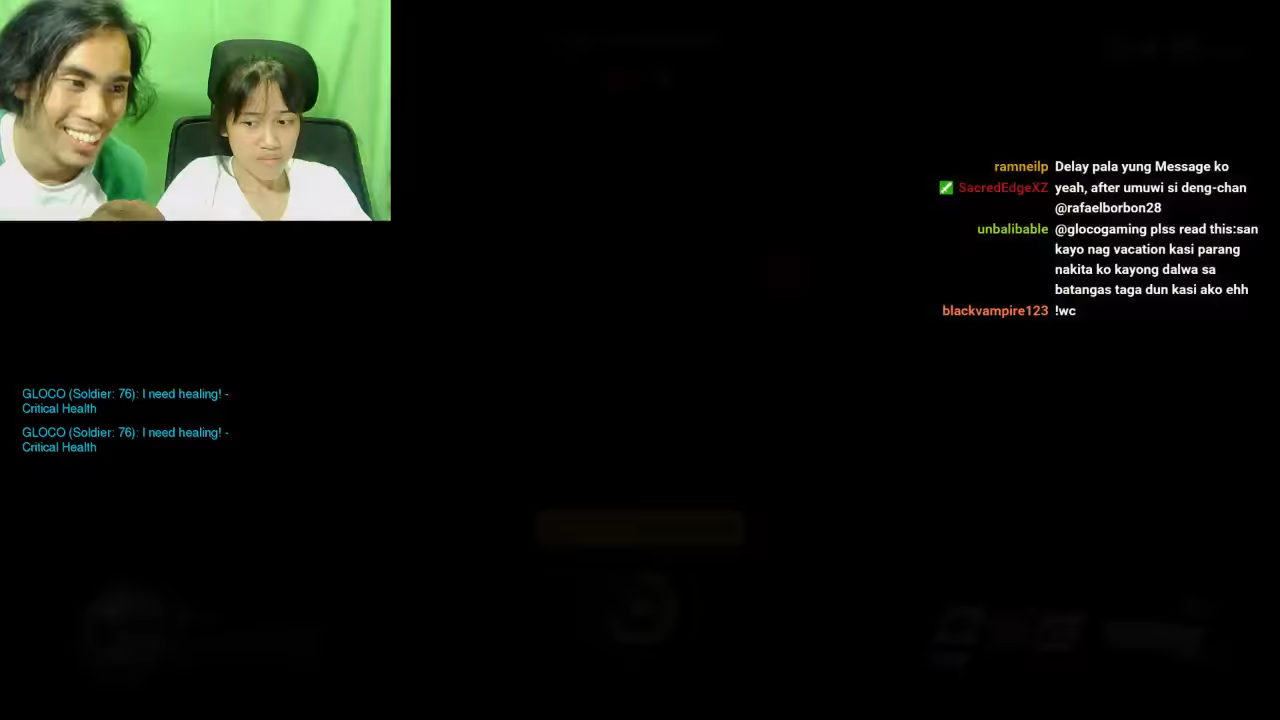 ramneilp Delay pala yung Message ko
SacredEdgeXZ yeah, after umuwi si deng-chan
@rafaelborbon28
unbalibable @glocogaming plss read this:san
kayo nag vacation kasi parang
nakita ko kayong dalwa sa
batangas taga dun kasi ako ehh
blackvampire123 !wc
GLOCO (Soldier: 76): I need healing! -
Critical Health
GLOCO (Soldier: 76): I need healing! -
Critical Health